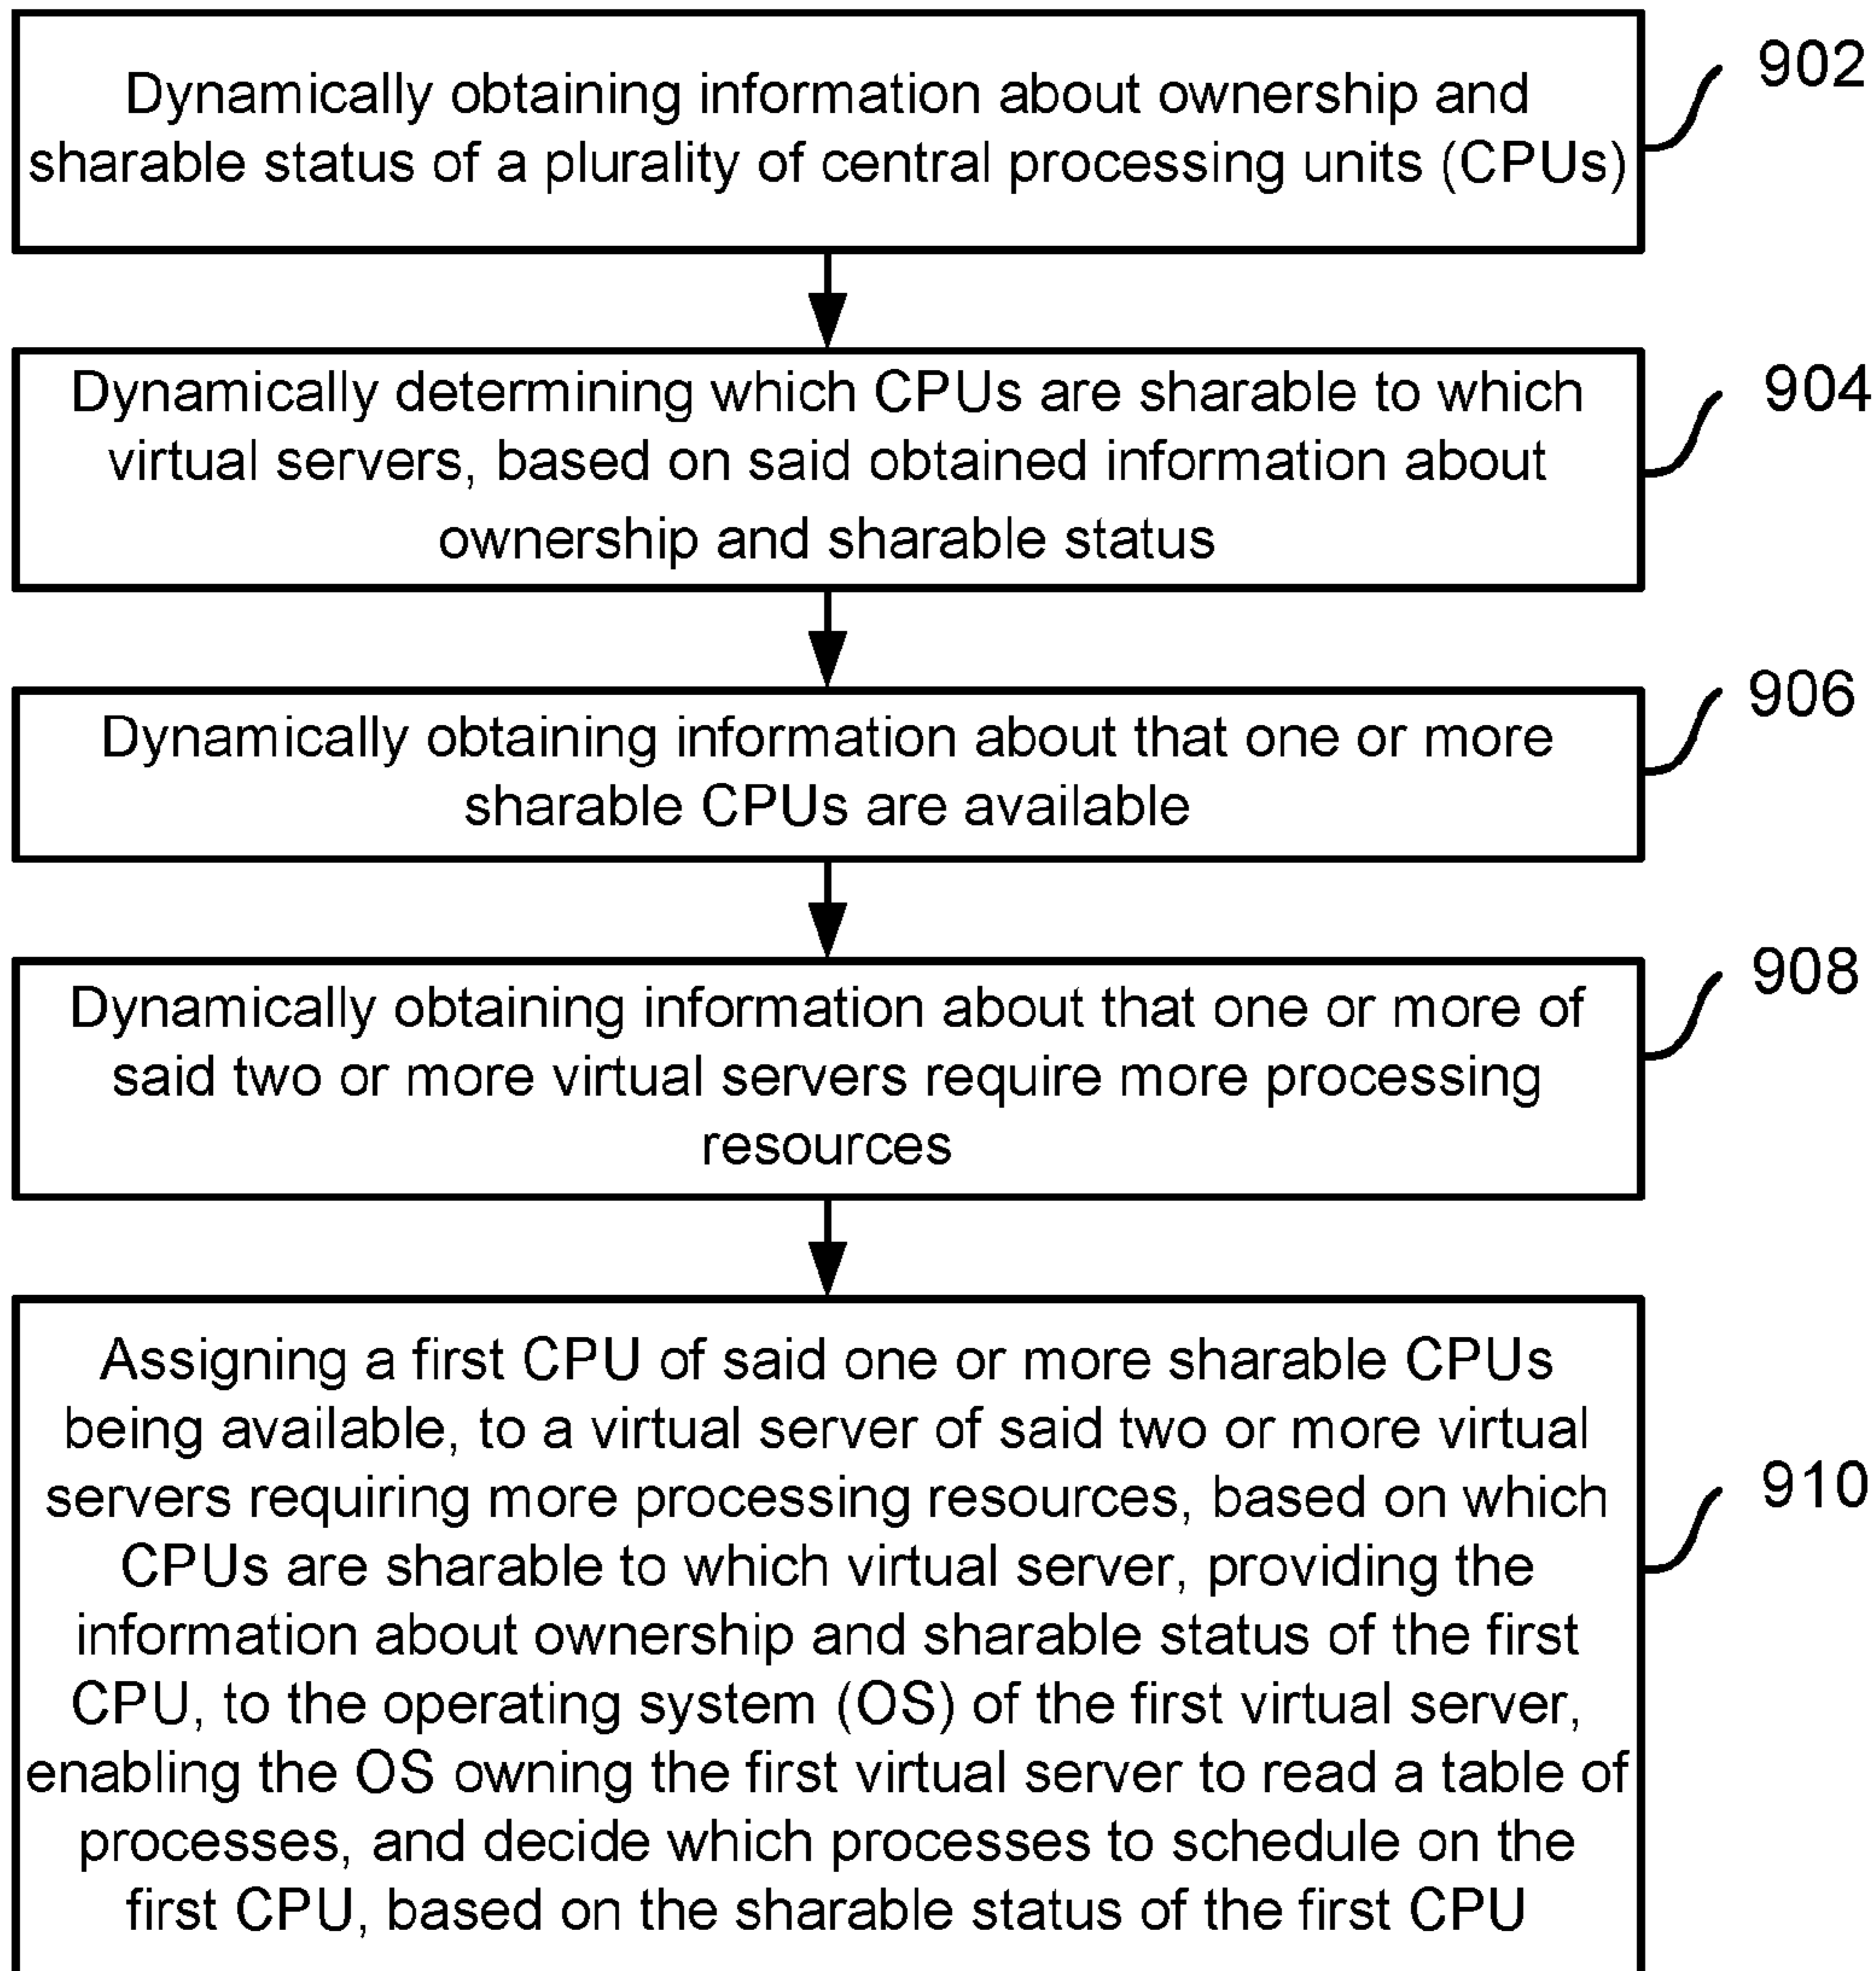 Dynamically obtaining information about ownership and
sharable status of a plurality of central processing units (CPUs)
902
Dynamically determining which CPUs are sharable to which
virtual servers, based on said obtained information about
ownership and sharable status
904
Dynamically obtaining information about that one or more
sharable CPUs are available
906
Dynamically obtaining information about that one or more of
said two or more virtual servers require more processing
resources
908
Assigning a first CPU of said one or more sharable CPUs
being available, to a virtual server of said two or more virtual
servers requiring more processing resources, based on which
CPUs are sharable to which virtual server, providing the
information about ownership and sharable status of the first
CPU, to the operating system (OS) of the first virtual server,
enabling the OS owning the first virtual server to read a table of
processes, and decide which processes to schedule on the
first CPU, based on the sharable status of the first CPU
910